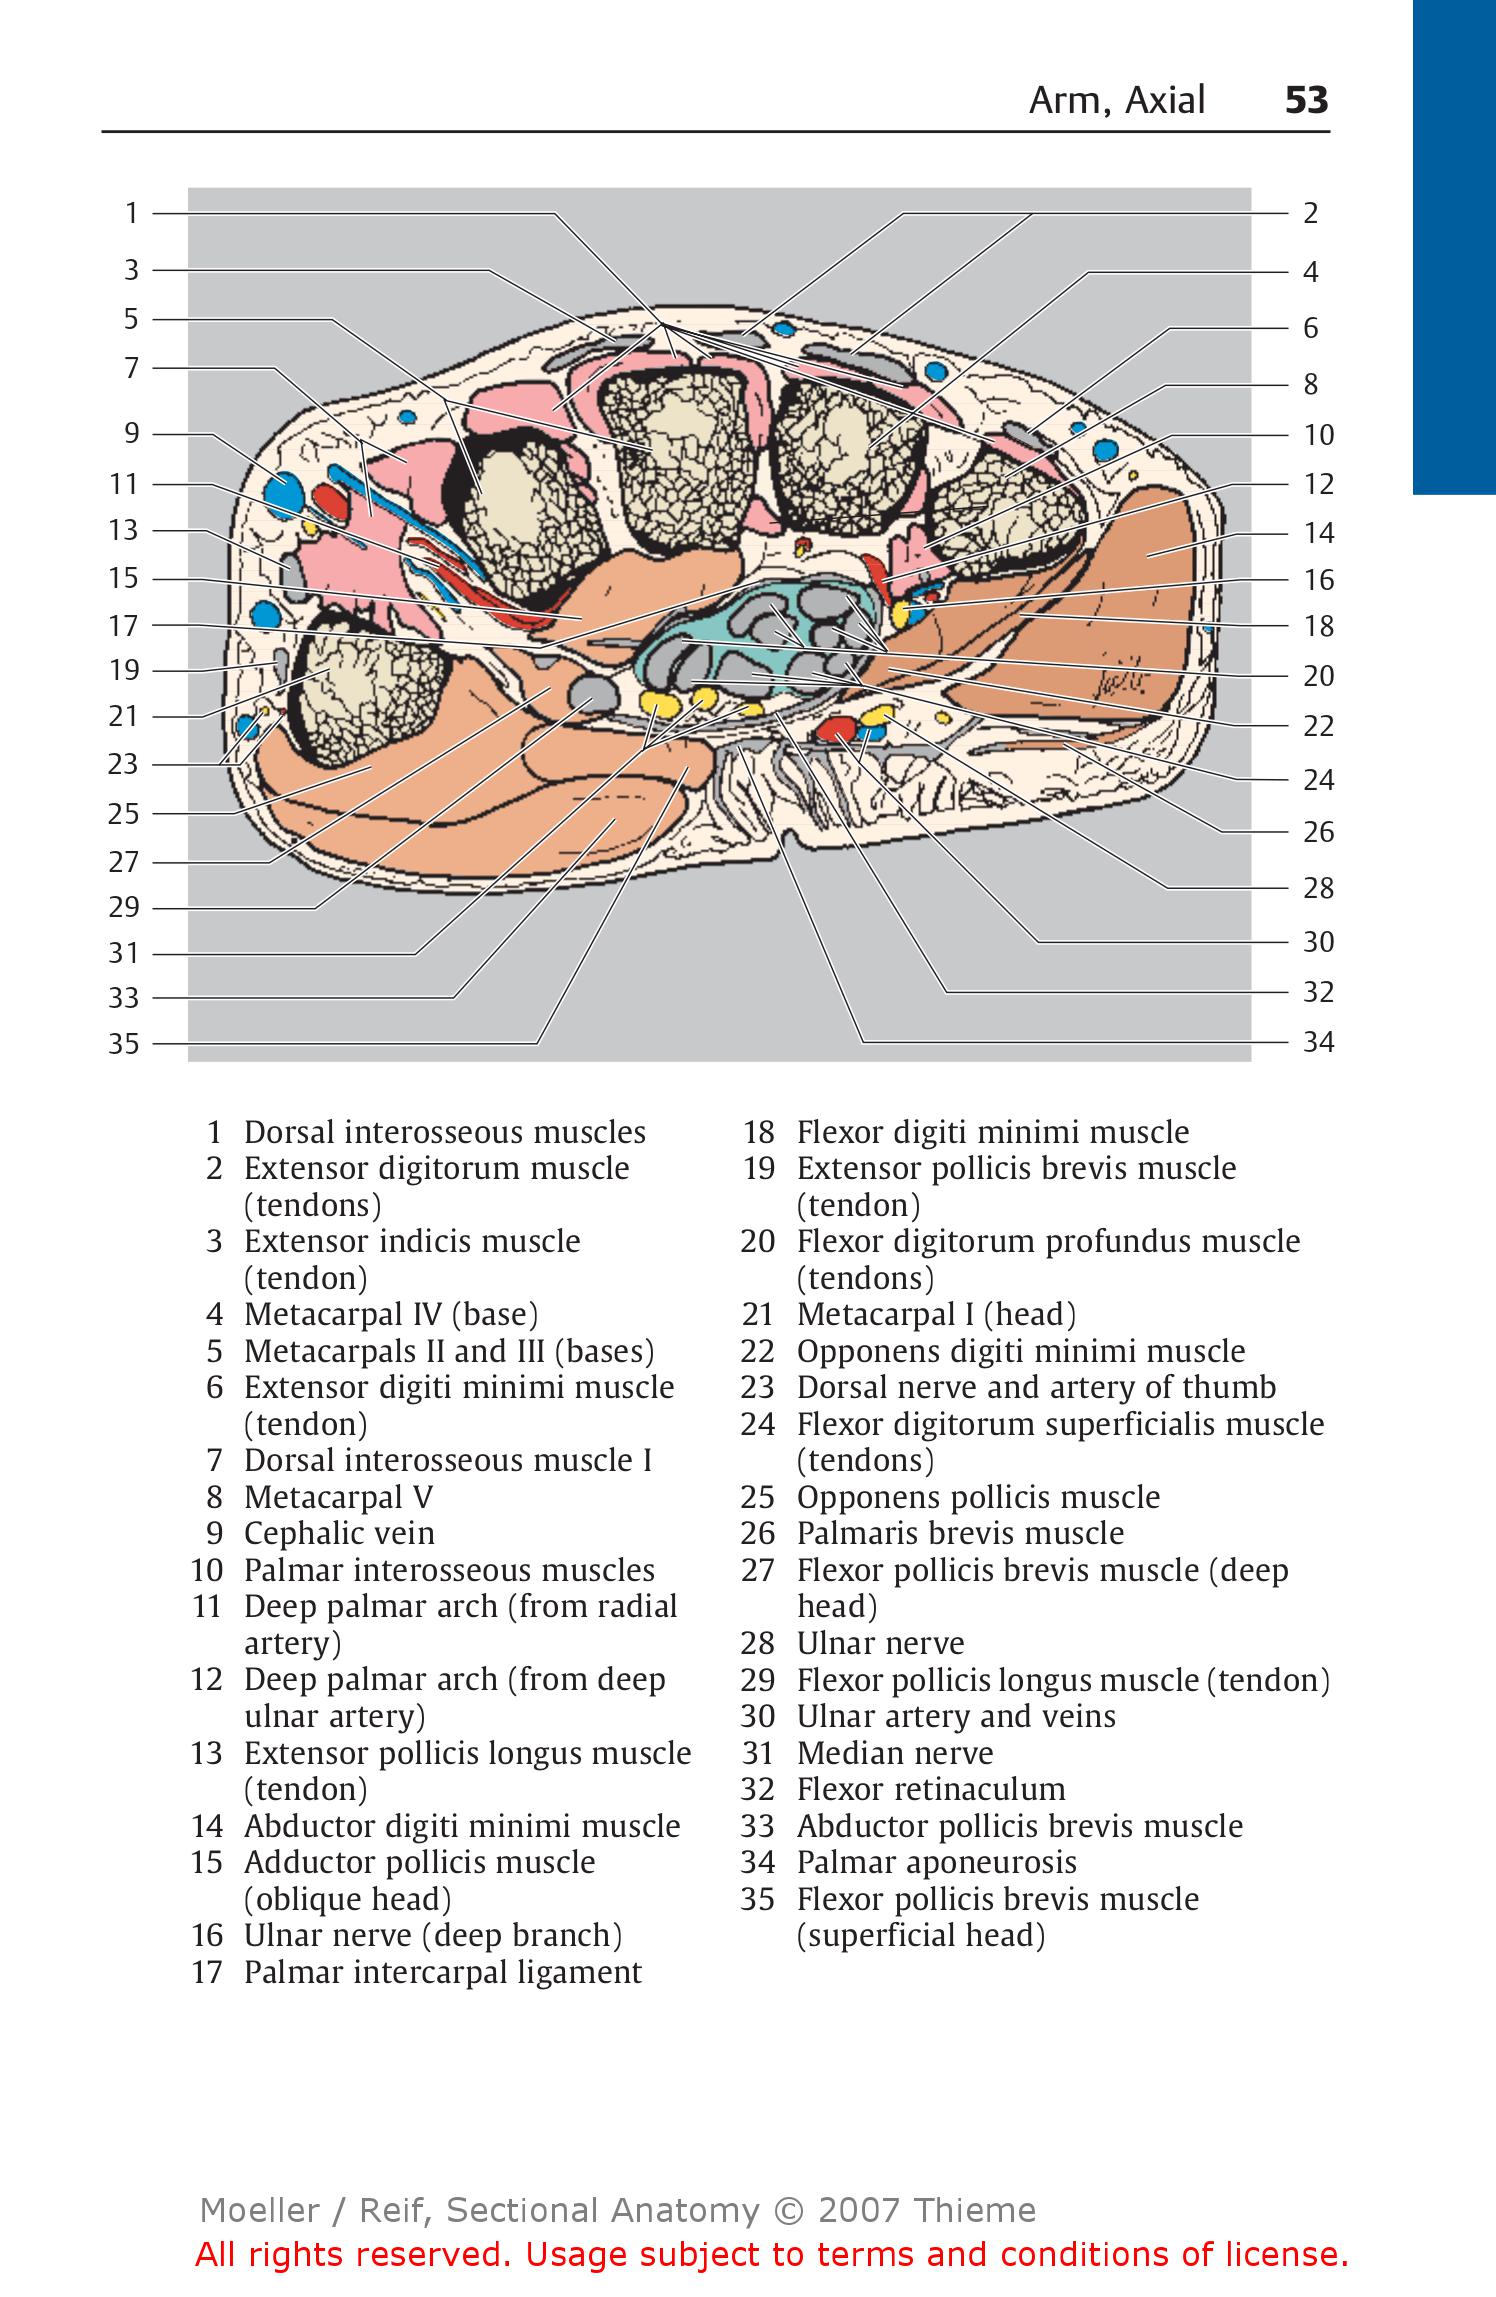 Arm, Axial 53
1
2
3
4
5
6
7
8
9
10
11
12
13
14
15
16
17
18
19
20
21
22
23
24
25
26
27
28
29
30
31
32
33
34
35
1 Dorsal interosseous muscles
2 Extensor digitorum muscle
(tendons)
3 Extensor indicis muscle
(tendon)
4 Metacarpal IV (base)
5 Metacarpals II and III (bases)
6 Extensor digiti minimi muscle
(tendon)
7 Dorsal interosseous muscle I
8 Metacarpal V
9 Cephalic vein
10 Palmar interosseous muscles
11 Deep palmar arch (from radial
artery)
12 Deep palmar arch (from deep
ulnar artery)
13 Extensor pollicis longus muscle
(tendon)
14 Abductor digiti minimi muscle
15 Adductor pollicis muscle
(oblique head)
16 Ulnar nerve (deep branch)
17 Palmar intercarpal ligament
18 Flexor digiti minimi muscle
19 Extensor pollicis brevis muscle
(tendon)
20 Flexor digitorum profundus muscle
(tendons)
21 Metacarpal I (head)
22 Opponens digiti minimi muscle
23 Dorsal nerve and artery of thumb
24 Flexor digitorum superficialis muscle
(tendons)
25 Opponens pollicis muscle
26 Palmaris brevis muscle
27 Flexor pollicis brevis muscle (deep
head)
28 Ulnar nerve
29 Flexor pollicis longus muscle (tendon)
30 Ulnar artery and veins
31 Median nerve
32 Flexor retinaculum
33 Abductor pollicis brevis muscle
34 Palmar aponeurosis
35 Flexor pollicis brevis muscle
(superficial head)
Moeller / Reif, Sectional Anatomy © 2007 Thieme
All rights reserved. Usage subject to terms and conditions of license.